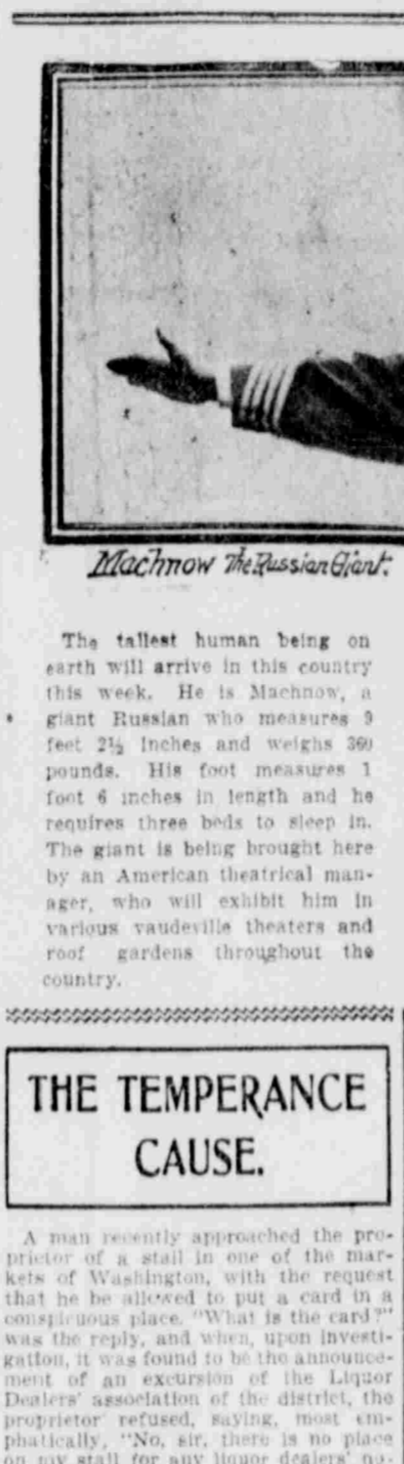 Machnow The Russian Giant.
The tallest human being on
earth will arrive in this country
this week. He is Machnow, a
giant Russian who measures 9
feet 2½ inches and weighs 360
pounds. His foot measures 1
foot 6 inches in length and he
requires three beds to sleep in.
The giant is being brought here
by an American theatrical man-
ager, who will exhibit him in
various vaudeville theaters and
roof gardens throughout the
country.
THE TEMPERANCE
CAUSE.
A man recently approached the pro-
prietor of a stall in one of the mar-
kets of Washington, with the request
that he be allowed to put a card in a
conspicuous place. "What is the card?"
was the reply, and when, upon investi-
gation, it was found to be the announce-
ment of an excursion of the Liquor
Dealers' association of the district, the
proprietor refused, saying, most em-
phatically, "No, sir, there is no place
on my stall for any liquor dealers' no-